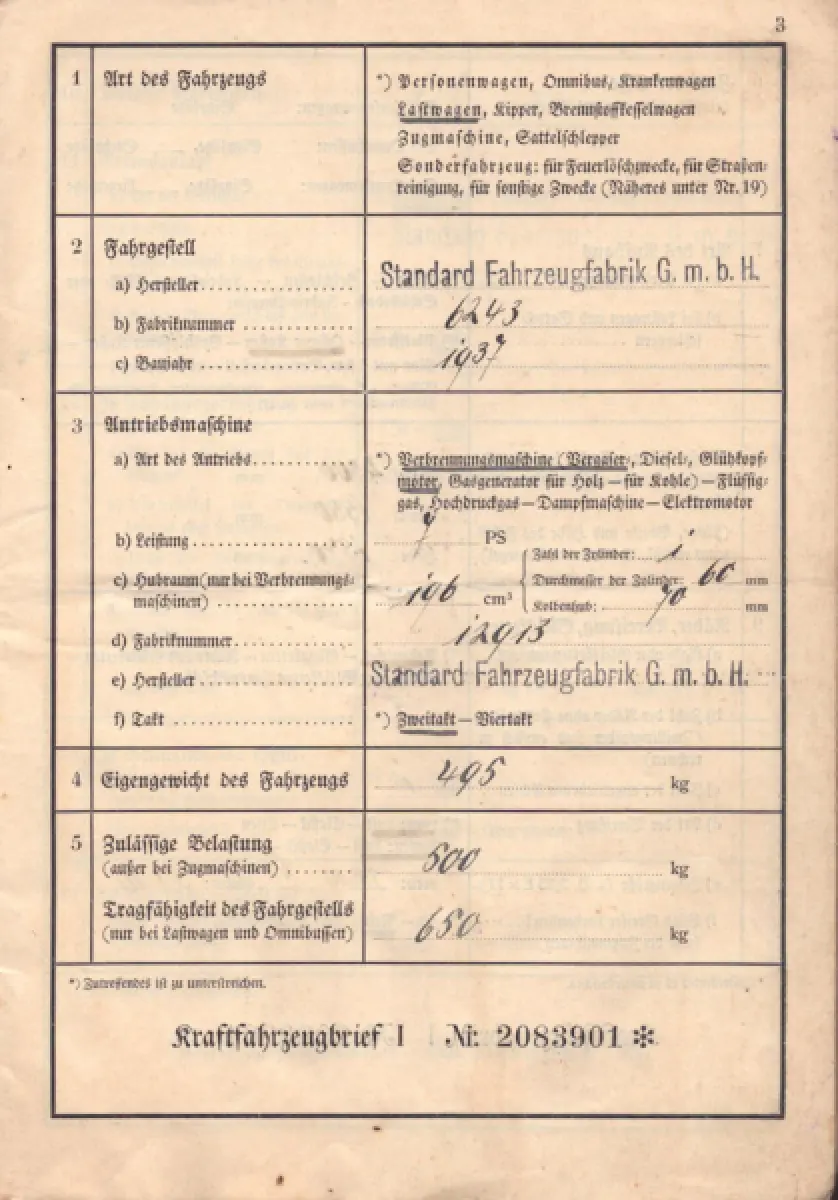 3
1 Art des Fahrzeugs
*) Personenwagen, Omnibus, Krankenwagen
Lastwagen, Kipper, Brennstoffkesselwagen
Zugmaschine, Sattelschlepper
Sonderfahrzeug: für Feuerlöschzwecke, für Straßen-
reinigung, für sonstige Zwecke (Näheres unter Nr. 19)
2 Fahrgestell
a) Hersteller Standard Fahrzeugfabrik G. m. b. H.
b) Fabriknummer 6243
c) Baujahr 1937
3 Antriebsmaschine
a) Art des Antriebs *) Verbrennungsmaschine (Vergaser-, Diesel-, Glühkopf-
motor, Gasgenerator für Holz – für Kohle) – Flüssig-
gas, Hochdruckgas – Dampfmaschine – Elektromotor
b) Leistung 7 PS
Zahl der Zylinder: 1
c) Hubraum (nur bei Verbrennungs-
maschinen) 196 cm³
Durchmesser der Zylinder: 60 mm
Kolbenhub: 70 mm
d) Fabriknummer 12913
e) Hersteller Standard Fahrzeugfabrik G. m. b. H.
f) Takt *) Zweitakt – Viertakt
4 Eigengewicht des Fahrzeugs 495 kg
5 Zulässige Belastung
(außer bei Zugmaschinen) 500 kg
Tragfähigkeit des Fahrgestells
(nur bei Lastwagen und Omnibussen) 650 kg
*) Zutreffendes ist zu unterstreichen.
Kraftfahrzeugbrief I Nr. 2083901 ✻